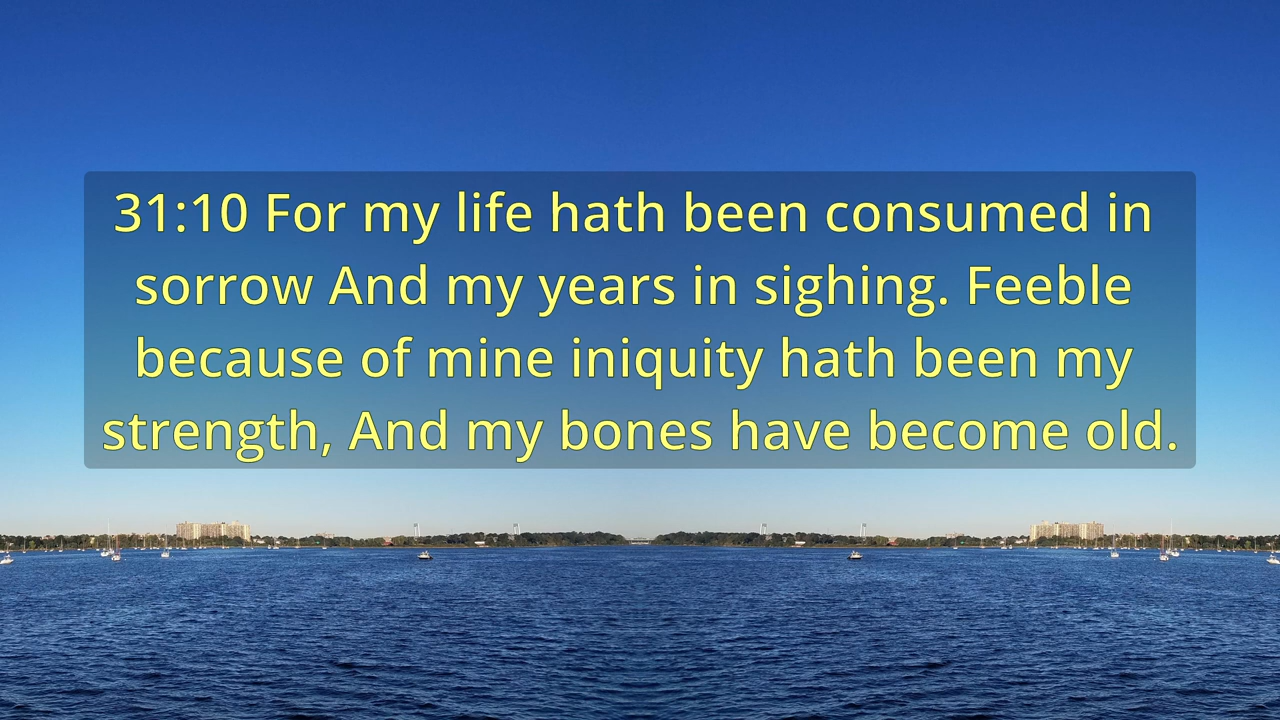 31:10 For my life hath been consumed in
sorrow And my years in sighing. Feeble
because of mine iniquity hath been my
strength, And my bones have become old.